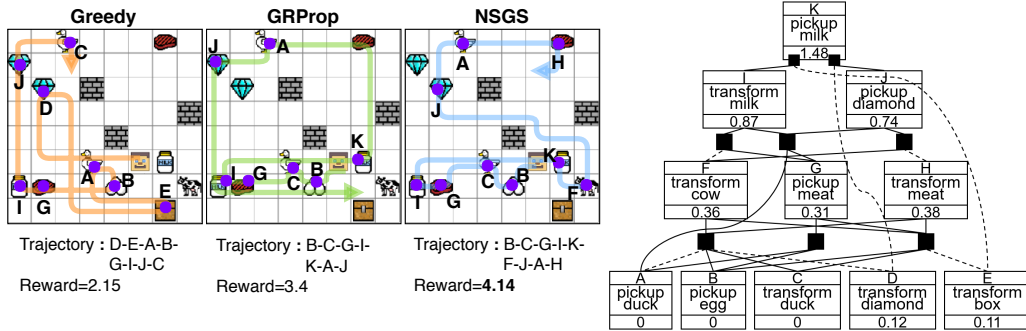 Greedy
C
J
D
A
B
E
I
G
Trajectory : D-E-A-B-
G-I-J-C
Reward=2.15
GRProp
J
A
K
I
G
C
B
Trajectory : B-C-G-I-
K-A-J
Reward=3.4
NSGS
A
H
J
K
C
B
I
G
F
Trajectory : B-C-G-I-K-
F-J-A-H
Reward=4.14
K
pickup
milk
1.48
I
transform
milk
0.87
J
pickup
diamond
0.74
F
transform
cow
0.36
G
pickup
meat
0.31
H
transform
meat
0.38
A
pickup
duck
0
B
pickup
egg
0
C
transform
duck
0
D
transform
diamond
0.12
E
transform
box
0.11